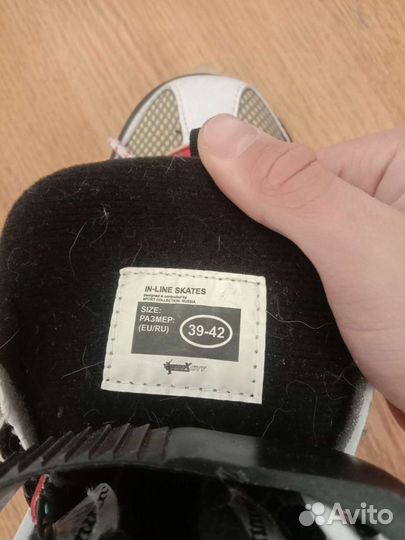 IN-LINE SKATES
Designed & controlled by
SPORT COLLECTION RUSSIA
SIZE:
РАЗМЕР:
(EU/RU)
39-42
Avito